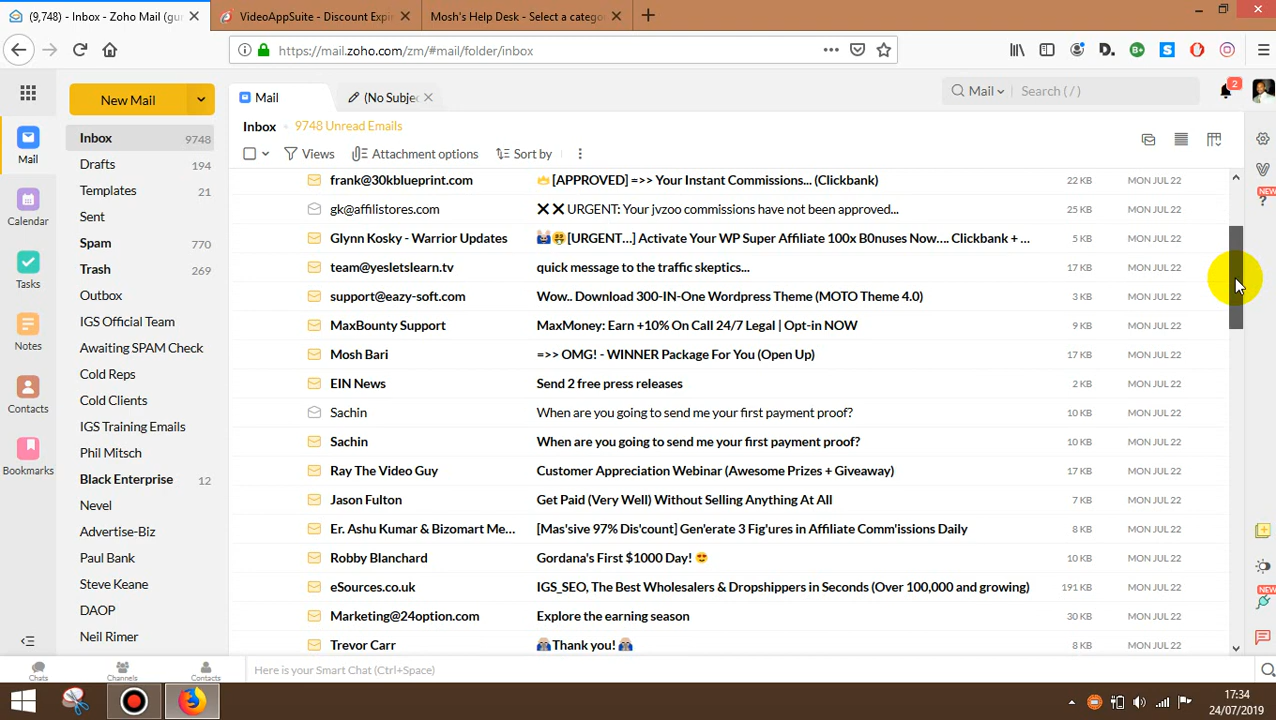 (9,748) - Inbox - Zoho Mail (gu
VideoAppSuite - Discount Expi
Mosh's Help Desk - Select a catego
https://mail.zoho.com/zm/#mail/folder/inbox
New Mail
Mail
(No Subje
Mail
Search ( / )
2
Inbox
9748 Unread Emails
Views
Attachment options
Sort by
Mail
Calendar
Tasks
Notes
Contacts
Bookmarks
Inbox 9748
Drafts 194
Templates 21
Sent
Spam 770
Trash 269
Outbox
IGS Official Team
Awaiting SPAM Check
Cold Reps
Cold Clients
IGS Training Emails
Phil Mitsch
Black Enterprise 12
Nevel
Advertise-Biz
Paul Bank
Steve Keane
DAOP
Neil Rimer
frank@30kblueprint.com [APPROVED] =>> Your Instant Commissions... (Clickbank) 22 KB MON JUL 22
gk@affilistores.com ❌❌ URGENT: Your jvzoo commissions have not been approved... 25 KB MON JUL 22
Glynn Kosky - Warrior Updates [URGENT...] Activate Your WP Super Affiliate 100x B0nuses Now.... Clickbank + ... 5 KB MON JUL 22
team@yesletslearn.tv quick message to the traffic skeptics... 17 KB MON JUL 22
support@eazy-soft.com Wow.. Download 300-IN-One Wordpress Theme (MOTO Theme 4.0) 3 KB MON JUL 22
MaxBounty Support MaxMoney: Earn +10% On Call 24/7 Legal | Opt-in NOW 9 KB MON JUL 22
Mosh Bari =>> OMG! - WINNER Package For You (Open Up) 17 KB MON JUL 22
EIN News Send 2 free press releases 2 KB MON JUL 22
Sachin When are you going to send me your first payment proof? 10 KB MON JUL 22
Sachin When are you going to send me your first payment proof? 10 KB MON JUL 22
Ray The Video Guy Customer Appreciation Webinar (Awesome Prizes + Giveaway) 17 KB MON JUL 22
Jason Fulton Get Paid (Very Well) Without Selling Anything At All 7 KB MON JUL 22
Er. Ashu Kumar & Bizomart Me... [Mas'sive 97% Dis'count] Gen'erate 3 Fig'ures in Affiliate Comm'issions Daily 8 KB MON JUL 22
Robby Blanchard Gordana's First $1000 Day! 😍 10 KB MON JUL 22
eSources.co.uk IGS_SEO, The Best Wholesalers & Dropshippers in Seconds (Over 100,000 and growing) 191 KB MON JUL 22
Marketing@24option.com Explore the earning season 30 KB MON JUL 22
Trevor Carr Thank you! 8 KB MON JUL 22
NEW
NEW
Chats
Channels
Contacts
Here is your Smart Chat (Ctrl+Space)
17:34
24/07/2019